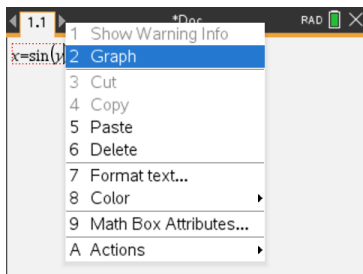 1.1 *Doc RAD
x=sin(y
1 Show Warning Info
2 Graph
3 Cut
4 Copy
5 Paste
6 Delete
7 Format text...
8 Color
9 Math Box Attributes...
A Actions